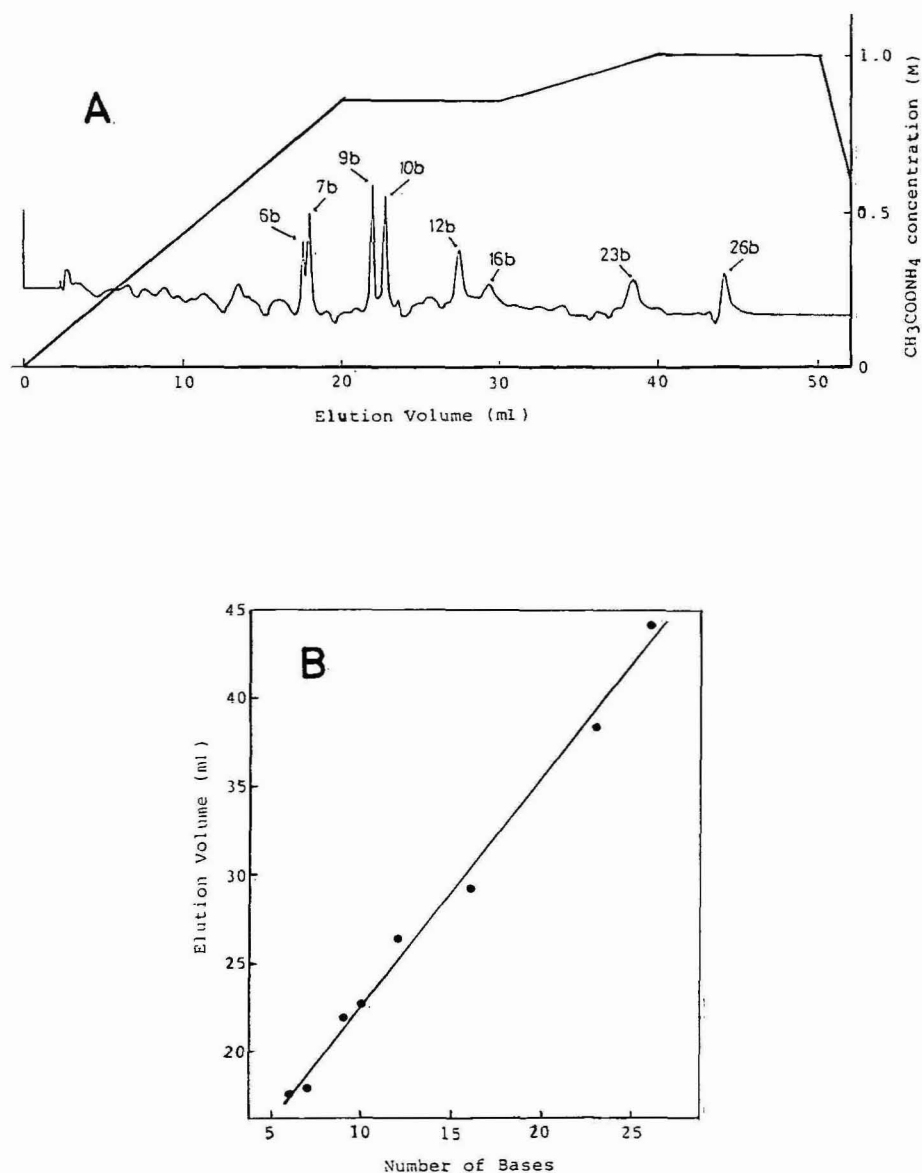 A
1.0
0.5
0
CH3COONH4 concentration (M)
6b
7b
9b
10b
12b
16b
23b
26b
0
10
20
30
40
50
Elution Volume (ml)
B
45
40
35
30
25
20
Elution Volume (ml)
5
10
15
20
25
Number of Bases